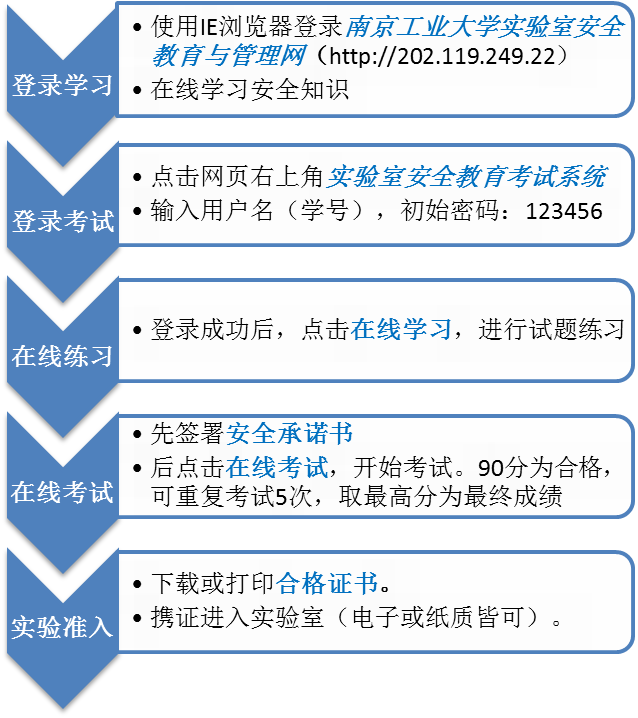 登录学习
• 使用IE浏览器登录南京工业大学实验室安全
教育与管理网（http://202.119.249.22）
• 在线学习安全知识
登录考试
• 点击网页右上角实验室安全教育考试系统
• 输入用户名（学号），初始密码：123456
在线练习
• 登录成功后，点击在线学习，进行试题练习
在线考试
• 先签署安全承诺书
• 后点击在线考试，开始考试。90分为合格，
可重复考试5次，取最高分为最终成绩
实验准入
• 下载或打印合格证书。
• 携证进入实验室（电子或纸质皆可）。